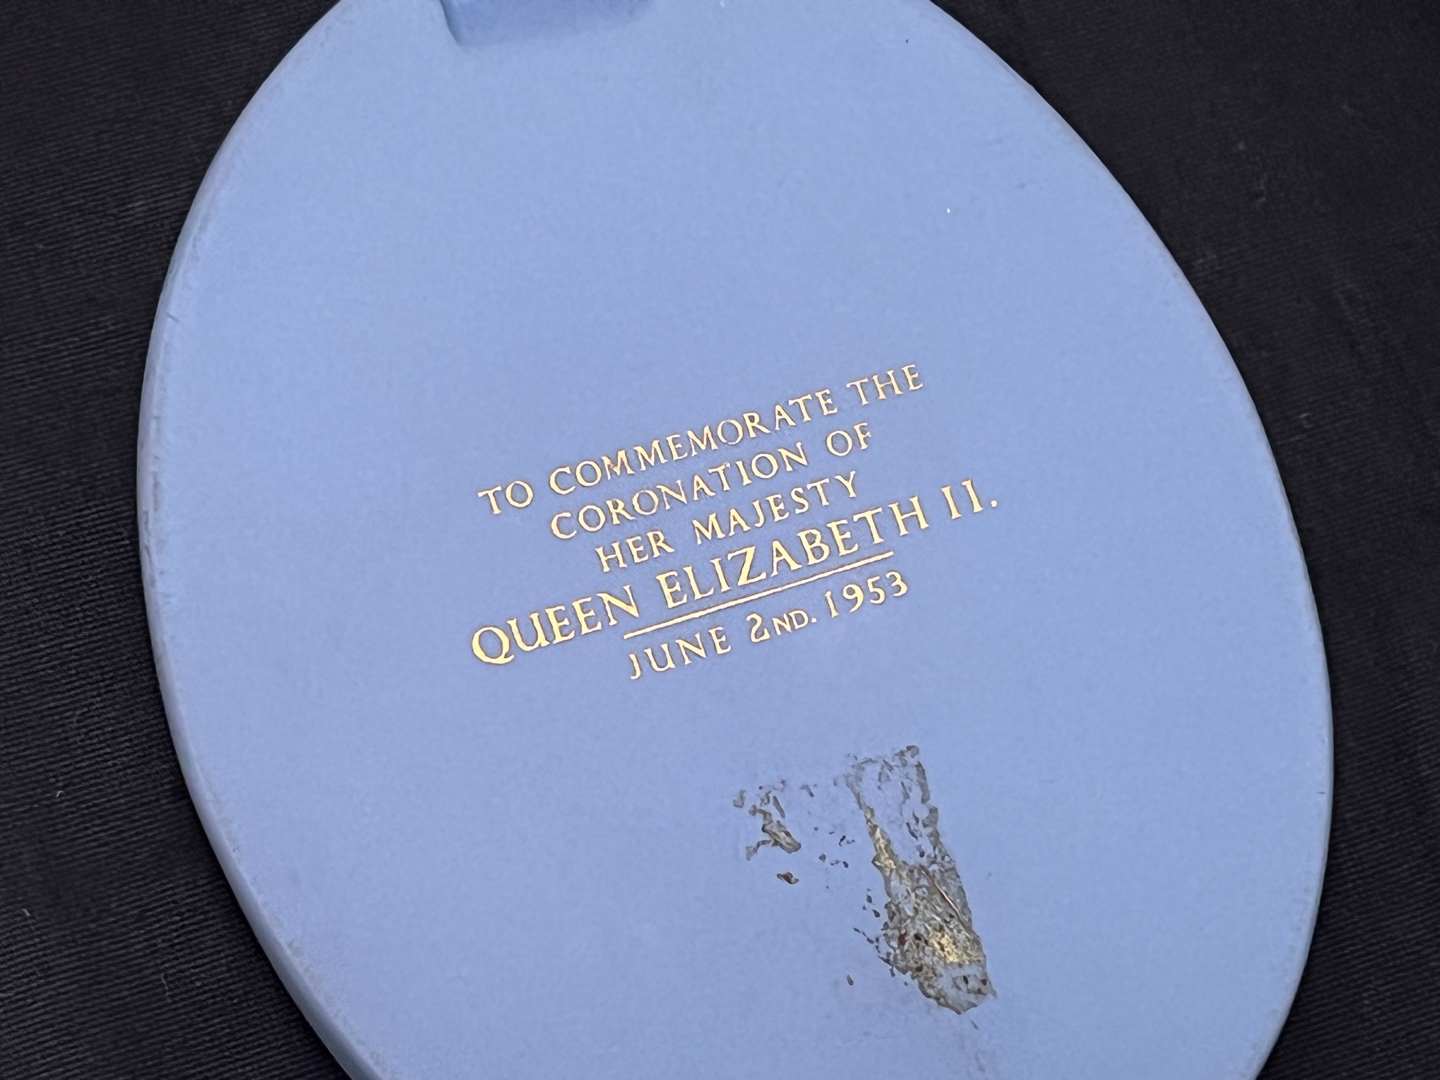 TO COMMEMORATE THE
CORONATION OF
HER MAJESTY
QUEEN ELIZABETH II.
JUNE 2ND. 1953